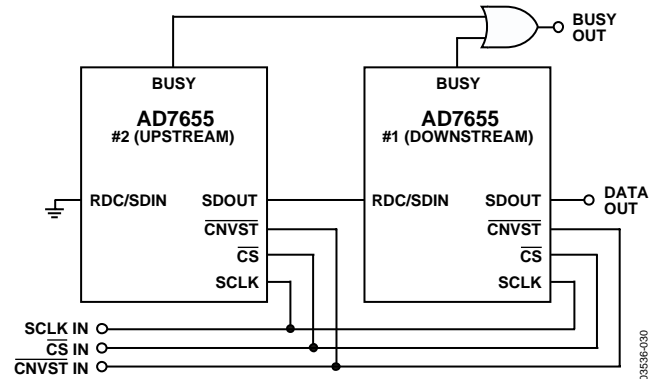 BUSY
OUT
BUSY
AD7655
#2 (UPSTREAM)
RDC/SDIN
SDOUT
CNVST
CS
SCLK
BUSY
AD7655
#1 (DOWNSTREAM)
RDC/SDIN
SDOUT
CNVST
CS
SCLK
DATA
OUT
SCLK IN
CS IN
CNVST IN
03536-030